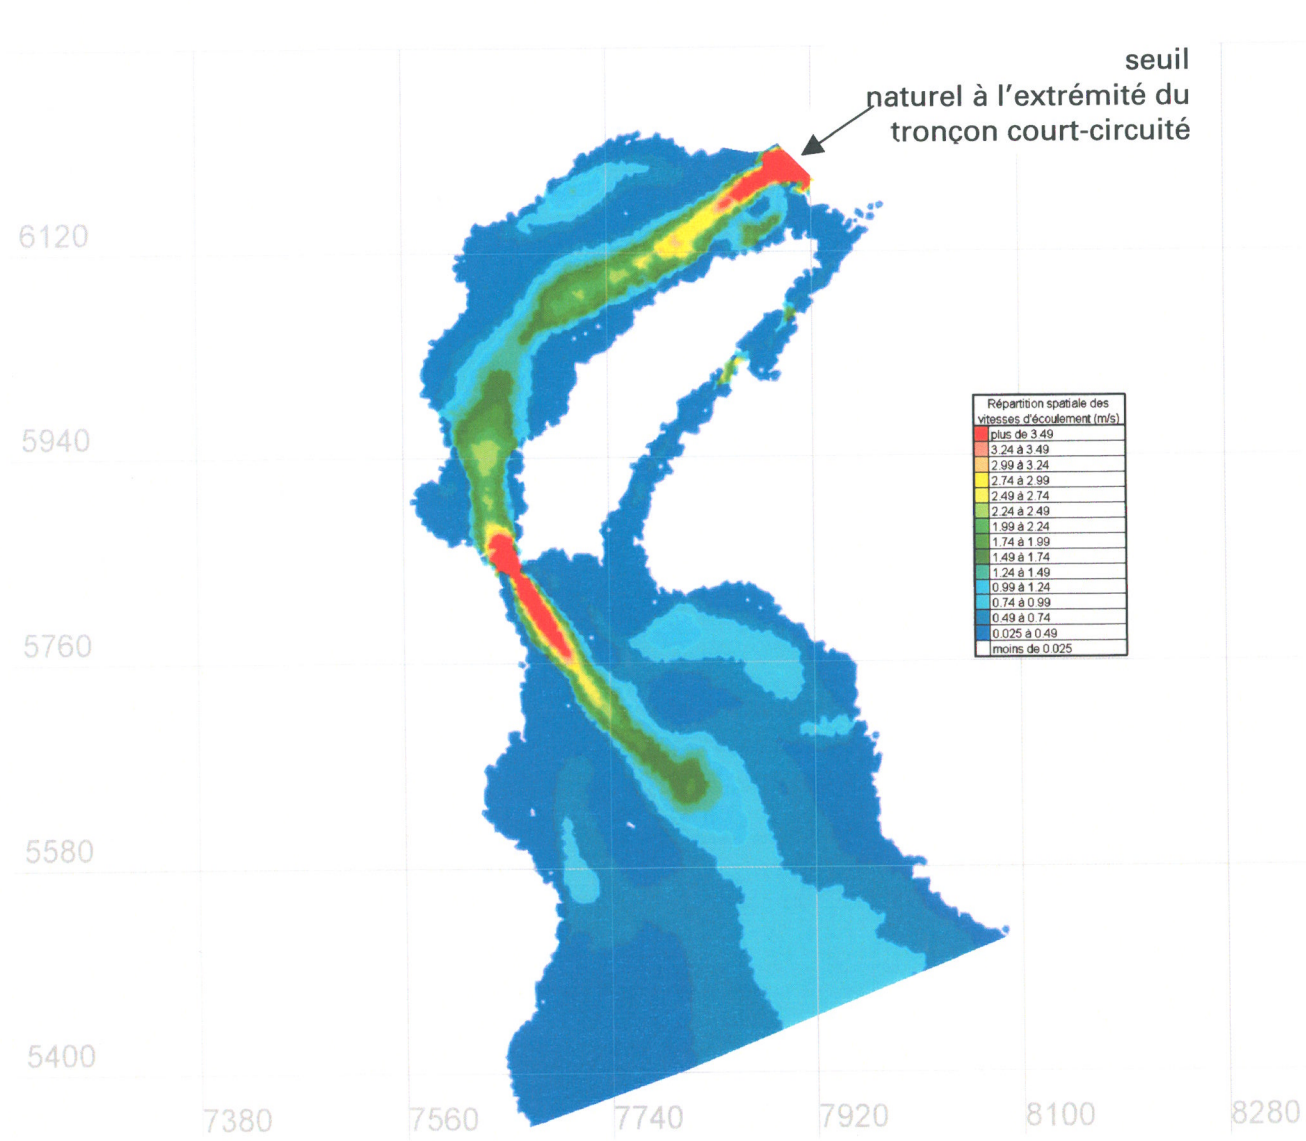 seuil
naturel à l'extrémité du
tronçon court-circuité
6120
5940
5760
5580
5400
7380
7560
7740
7920
8100
8280
Répartition spatiale des
vitesses d'écoulement (m/s)
plus de 3.49
3.24 à 3.49
2.99 à 3.24
2.74 à 2.99
2.49 à 2.74
2.24 à 2.49
1.99 à 2.24
1.74 à 1.99
1.49 à 1.74
1.24 à 1.49
0.99 à 1.24
0.74 à 0.99
0.49 à 0.74
0.025 à 0.49
moins de 0.025